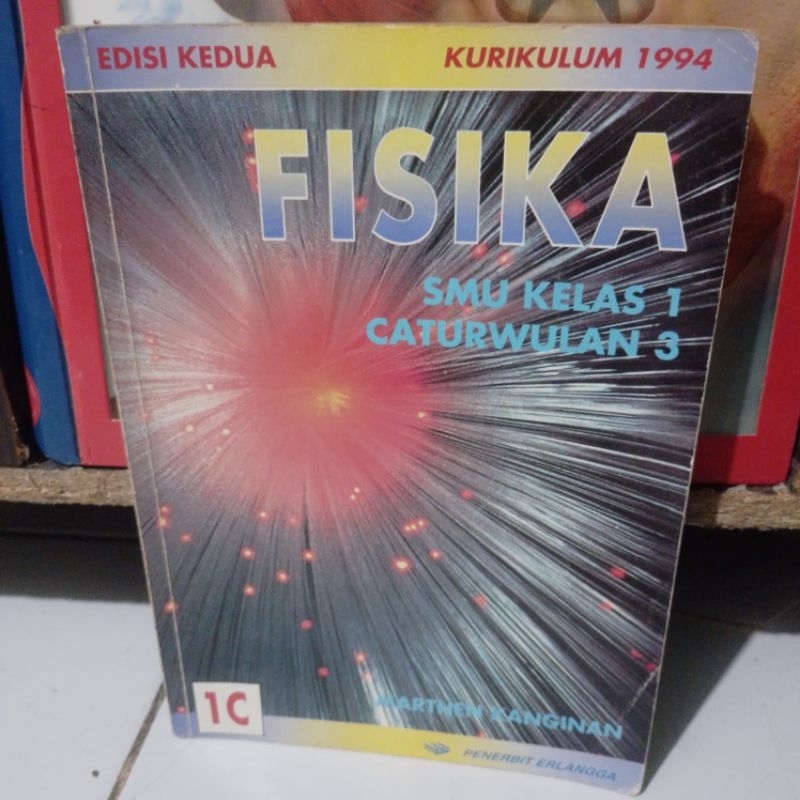 EDISI KEDUA
KURIKULUM 1994
FISIKA
SMU KELAS 1
CATURWULAN 3
1C
MARTHEN KANGINAN
PENERBIT ERLANGGA